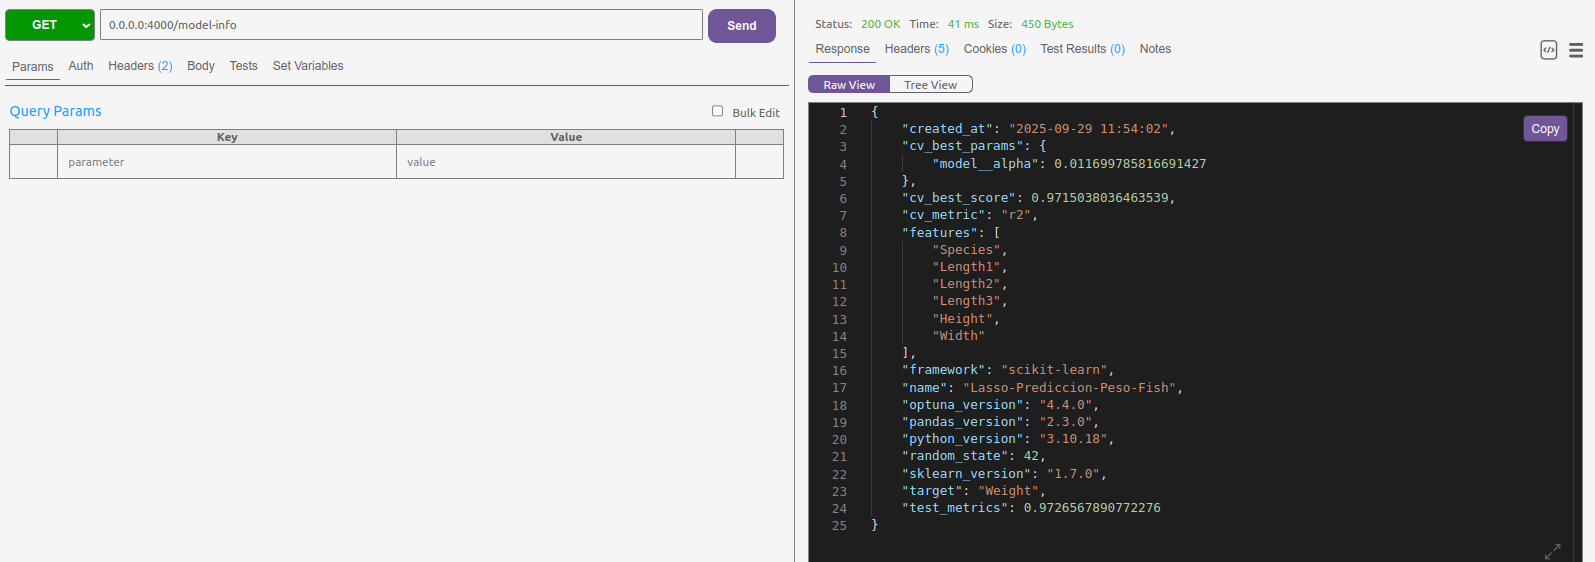 GET
0.0.0.0:4000/model-info
Send
Params Auth Headers (2) Body Tests Set Variables
Query Params
Bulk Edit
Key Value
parameter value
Status: 200 OK Time: 41 ms Size: 450 Bytes
Response Headers (5) Cookies (0) Test Results (0) Notes
Raw View Tree View
Copy
1 {
2 "created_at": "2025-09-29 11:54:02",
3 "cv_best_params": {
4 "model__alpha": 0.011699785816691427
5 },
6 "cv_best_score": 0.9715038036463539,
7 "cv_metric": "r2",
8 "features": [
9 "Species",
10 "Length1",
11 "Length2",
12 "Length3",
13 "Height",
14 "Width"
15 ],
16 "framework": "scikit-learn",
17 "name": "Lasso-Prediccion-Peso-Fish",
18 "optuna_version": "4.4.0",
19 "pandas_version": "2.3.0",
20 "python_version": "3.10.18",
21 "random_state": 42,
22 "sklearn_version": "1.7.0",
23 "target": "Weight",
24 "test_metrics": 0.9726567890772276
25 }